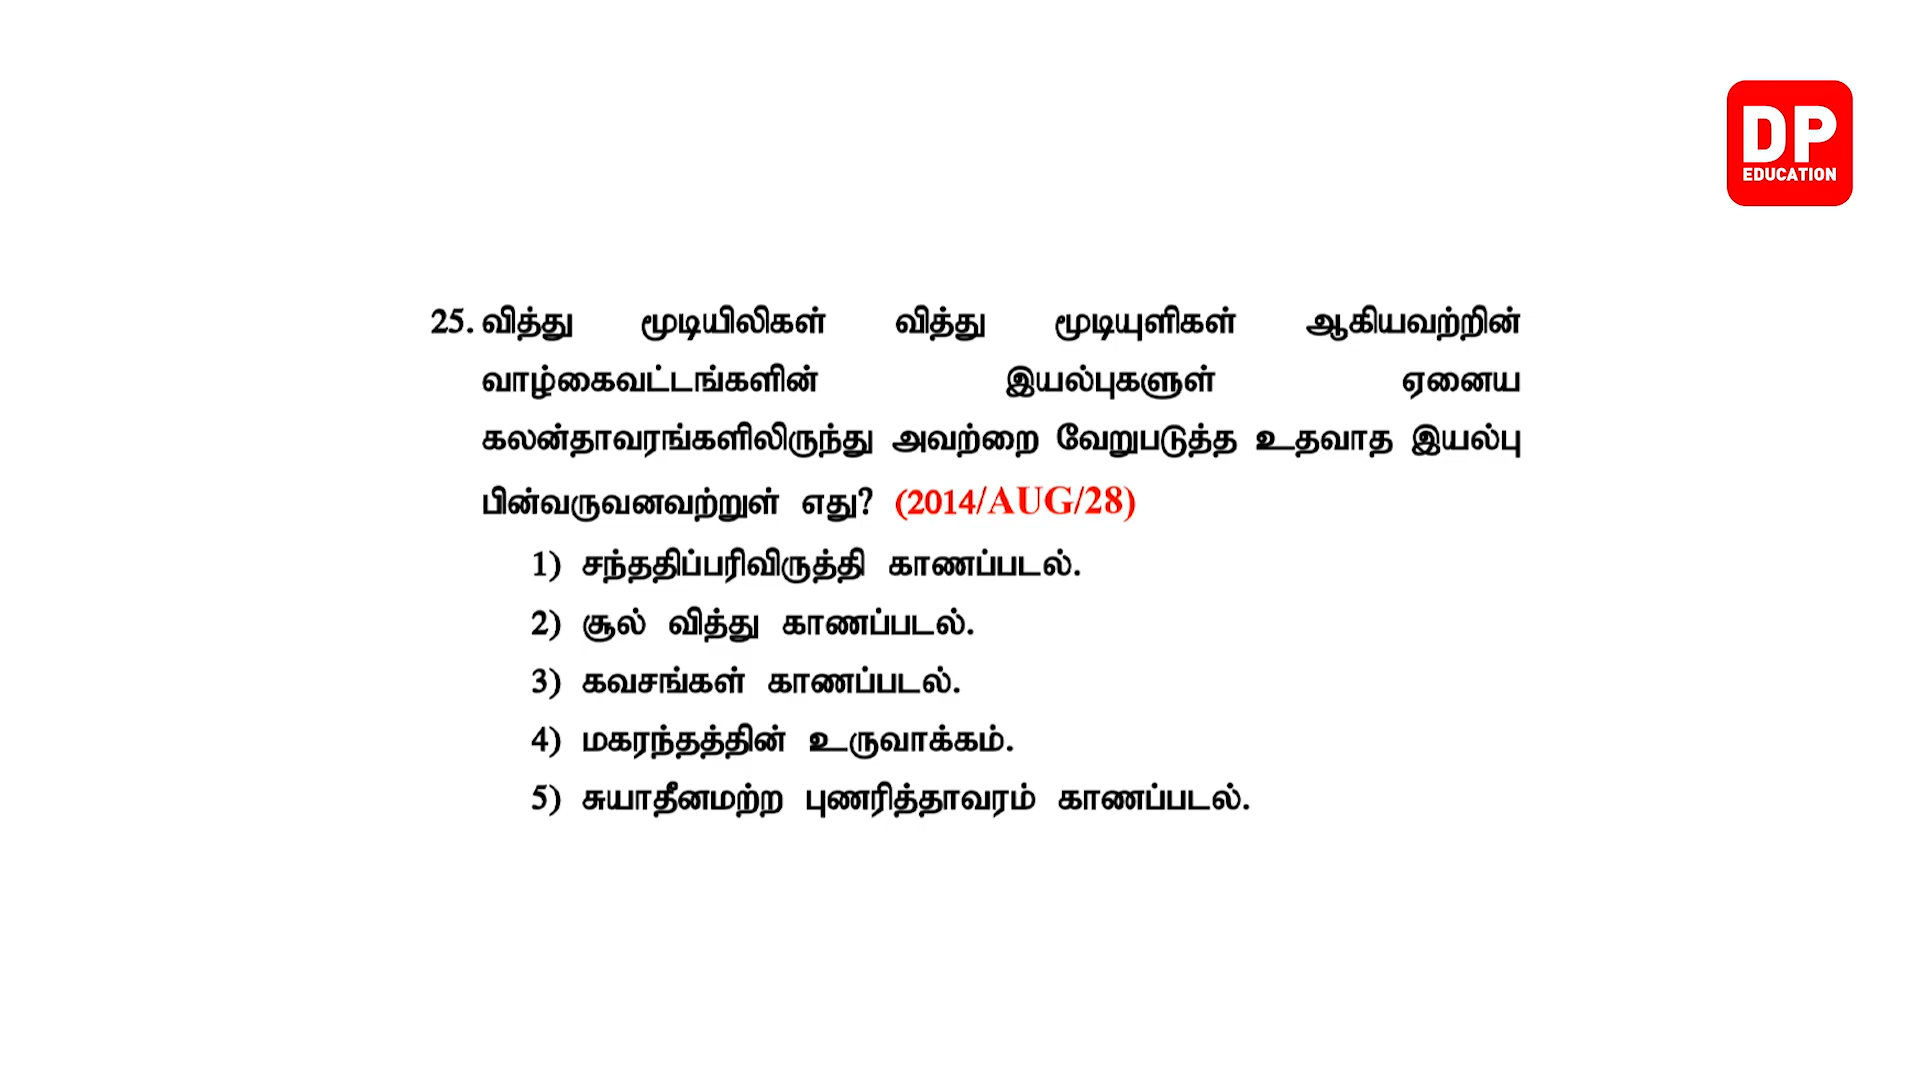 DP
EDUCATION
25. வித்து மூடியிலிகள் வித்து மூடியுளிகள் ஆகியவற்றின்
வாழ்கைவட்டங்களின் இயல்புகளுள் ஏனைய
கலன்தாவரங்களிலிருந்து அவற்றை வேறுபடுத்த உதவாத இயல்பு
பின்வருவனவற்றுள் எது? (2014/AUG/28)
1) சந்ததிப்பரிவிருத்தி காணப்படல்.
2) சூல் வித்து காணப்படல்.
3) கவசங்கள் காணப்படல்.
4) மகரந்தத்தின் உருவாக்கம்.
5) சுயாதீனமற்ற புணரித்தாவரம் காணப்படல்.